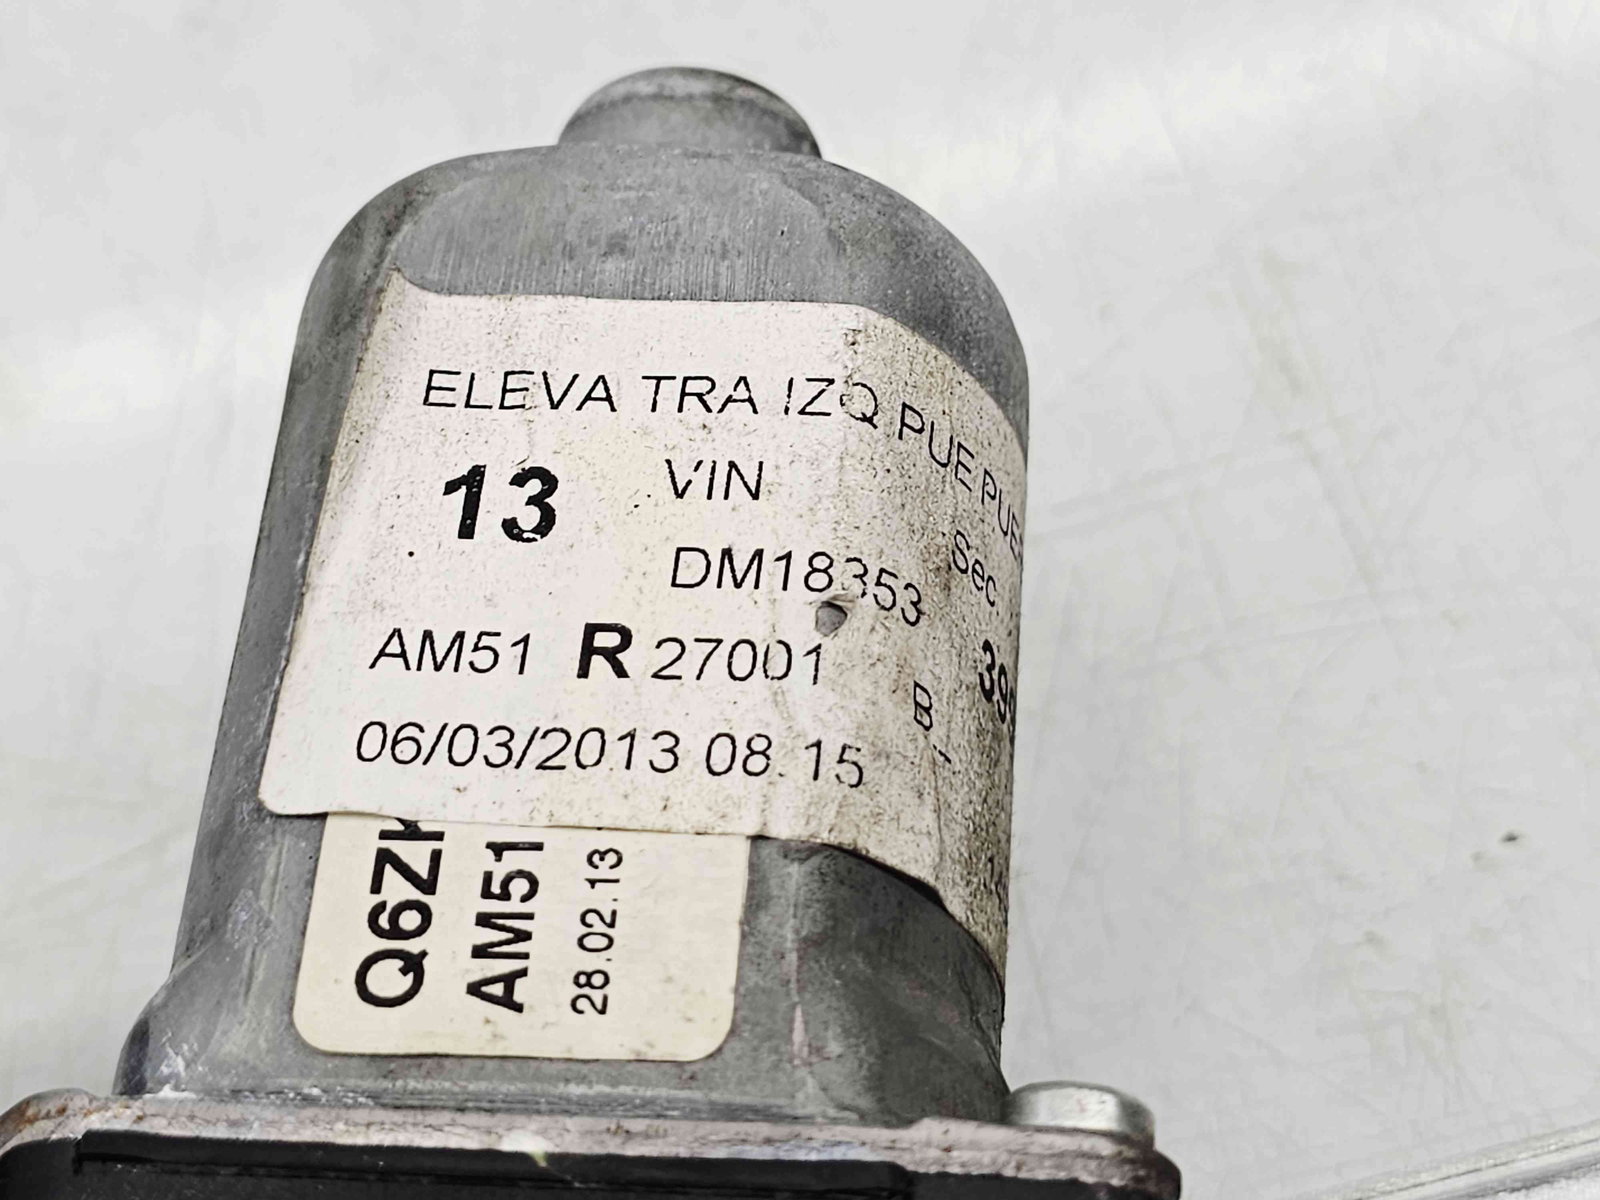 ELEVA TRA IZQ PUE PUE
13 VIN
DM18353 Sec
AM51 R 27001 B 39
06/03/2013 08:15
Q6Z
AM51
28.02.13